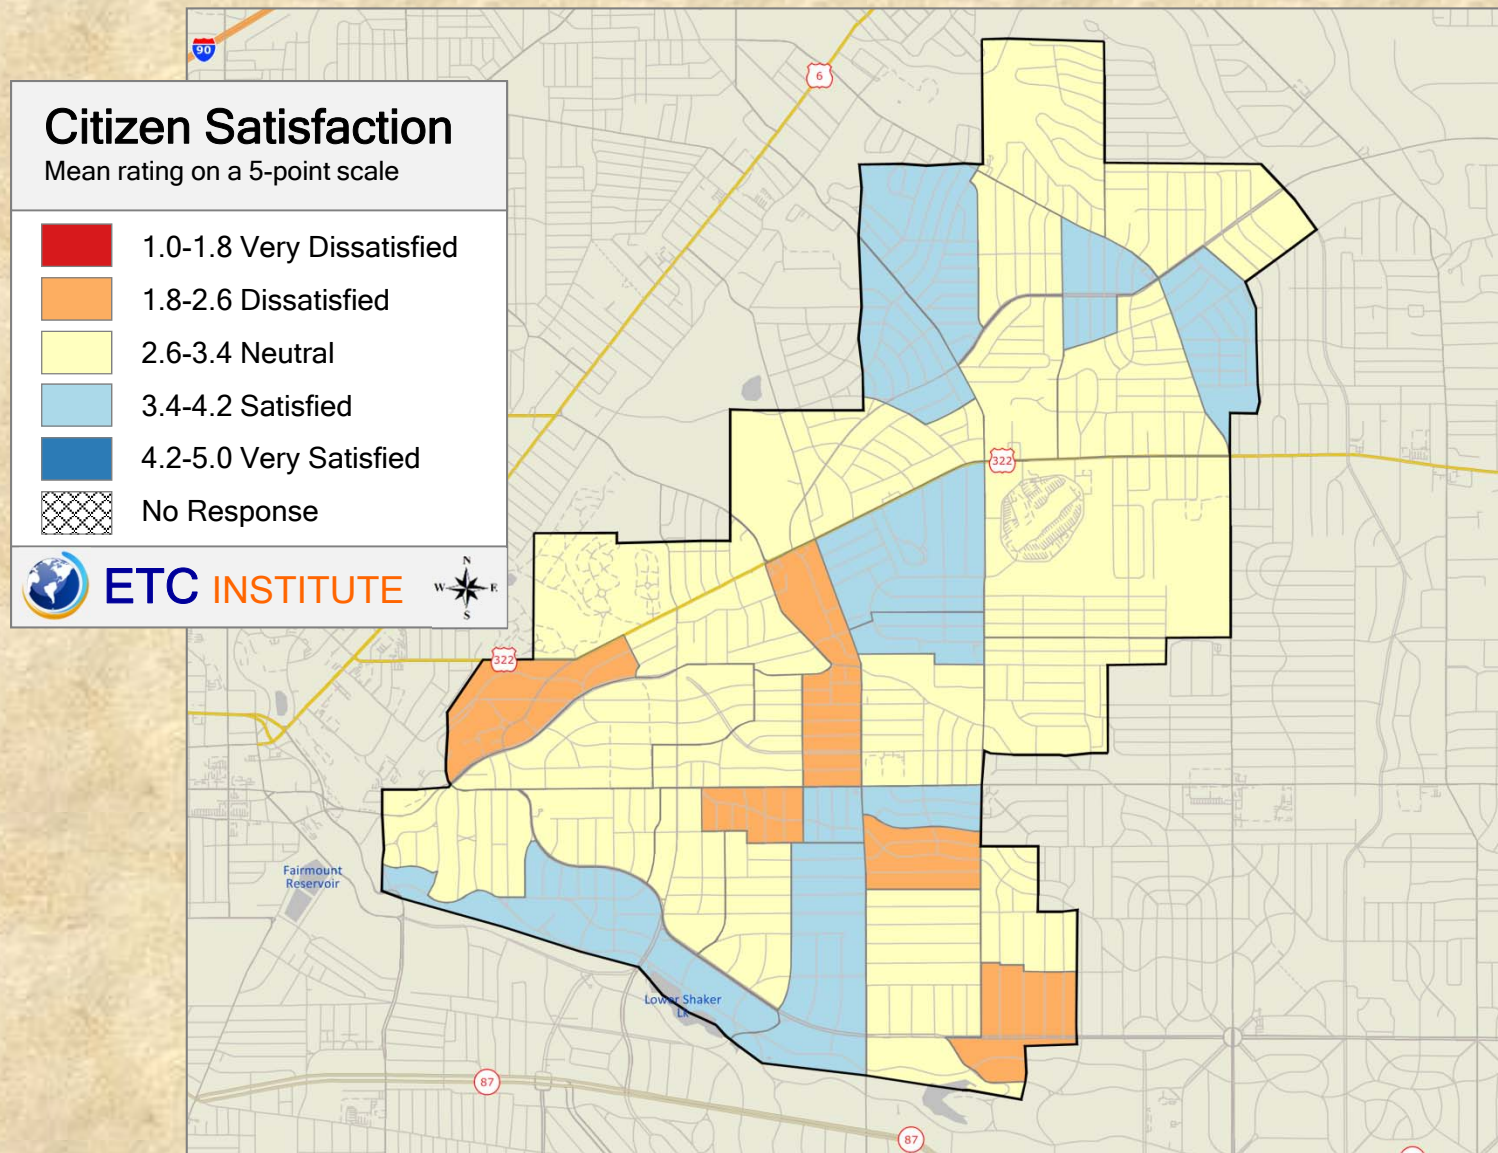 90
6
Citizen Satisfaction
Mean rating on a 5-point scale
1.0-1.8 Very Dissatisfied
1.8-2.6 Dissatisfied
2.6-3.4 Neutral
3.4-4.2 Satisfied
4.2-5.0 Very Satisfied
No Response
ETC INSTITUTE
N
W E
S
322
322
Fairmount
Reservoir
Lower Shaker
Lk
87
87